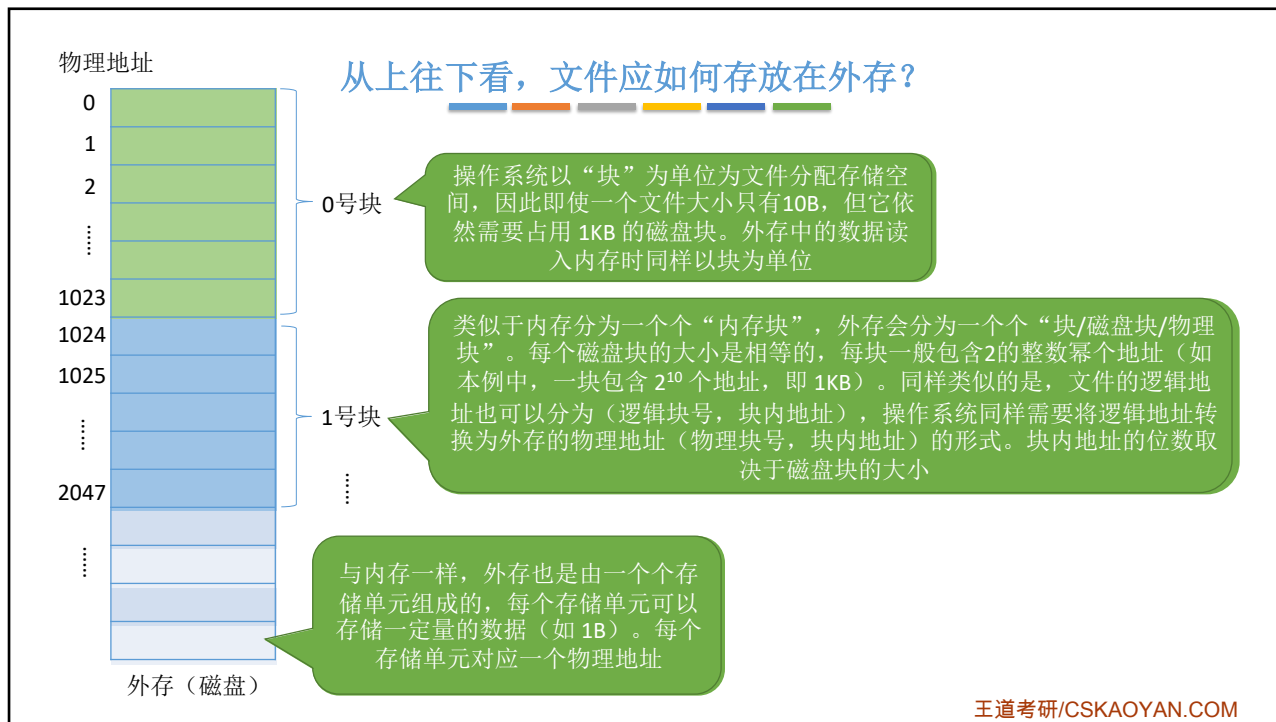 物理地址
从上往下看，文件应如何存放在外存？
0
1
2
……
1023
1024
1025
……
2047
……
0号块
1号块
……
操作系统以“块”为单位为文件分配存储空
间，因此即使一个文件大小只有10B，但它依
然需要占用 1KB 的磁盘块。外存中的数据读
入内存时同样以块为单位
类似于内存分为一个个“内存块”，外存会分为一个个“块/磁盘块/物理
块”。每个磁盘块的大小是相等的，每块一般包含2的整数幂个地址（如
本例中，一块包含 2¹⁰ 个地址，即 1KB）。同样类似的是，文件的逻辑地
址也可以分为（逻辑块号，块内地址），操作系统同样需要将逻辑地址转
换为外存的物理地址（物理块号，块内地址）的形式。块内地址的位数取
决于磁盘块的大小
与内存一样，外存也是由一个个存
储单元组成的，每个存储单元可以
存储一定量的数据（如 1B）。每个
存储单元对应一个物理地址
外存（磁盘）
王道考研/CSKAOYAN.COM